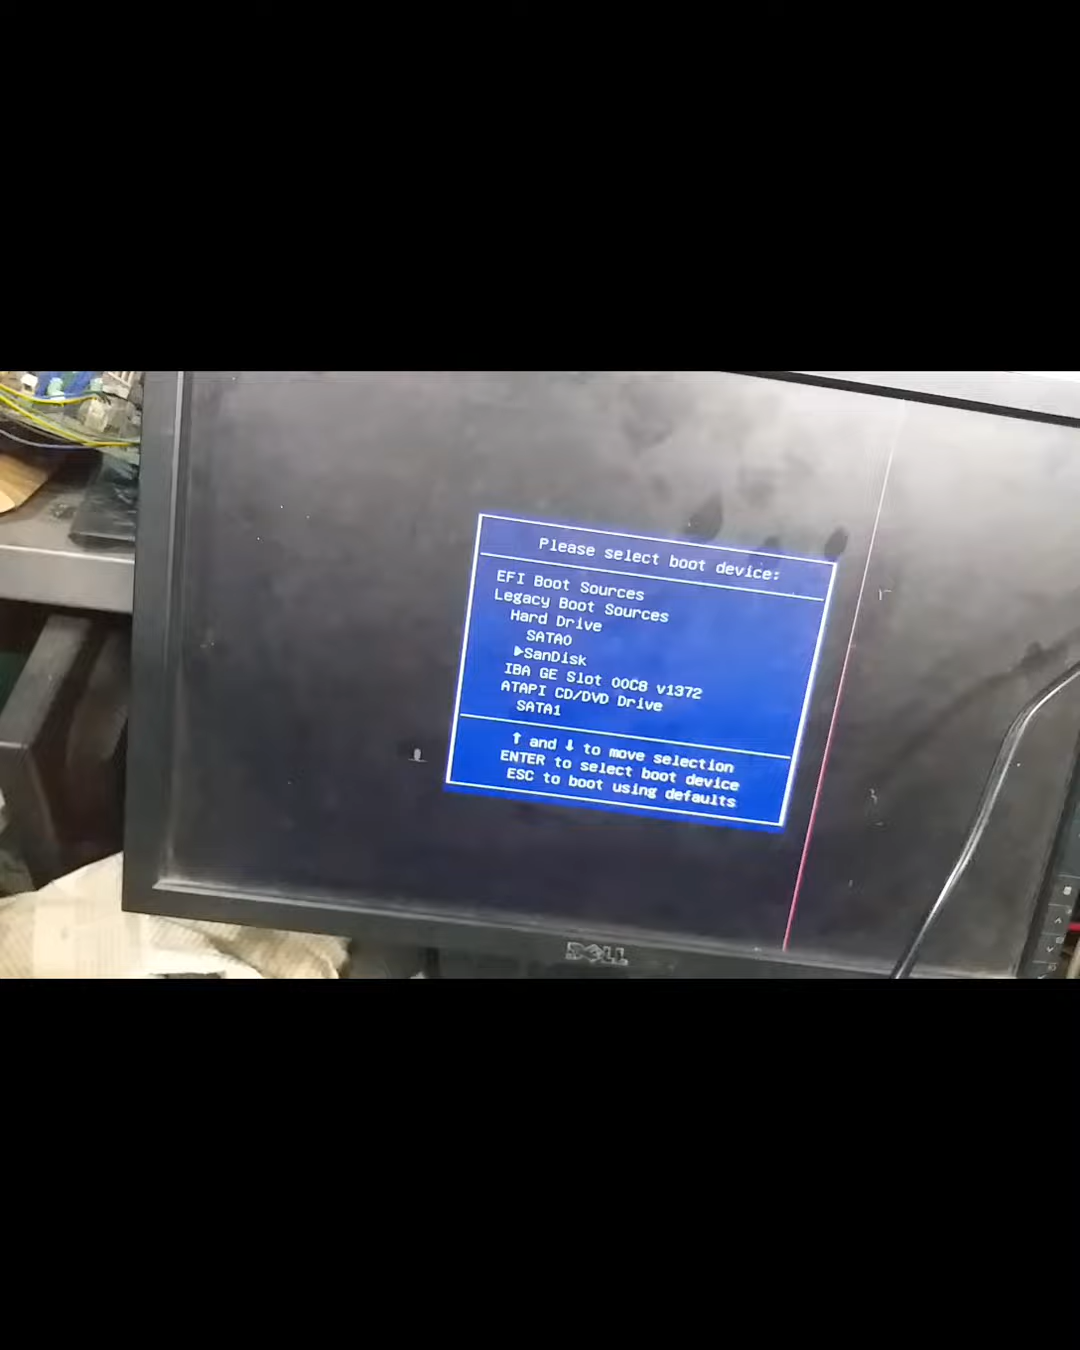 Please select boot device:
EFI Boot Sources
Legacy Boot Sources
Hard Drive
SATA0
▶SanDisk
IBA GE Slot 00C8 v1372
ATAPI CD/DVD Drive
SATA1
↑ and ↓ to move selection
ENTER to select boot device
ESC to boot using defaults
DELL